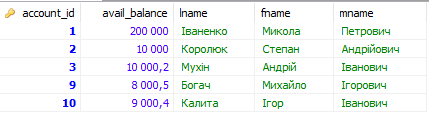 account_id avail_balance lname fname mname
1 200 000 Іваненко Микола Петрович
2 10 000 Королюк Степан Андрійович
3 10 000,2 Мухін Андрій Іванович
9 8 000,5 Богач Михайло Ігорович
10 9 000,4 Калита Ігор Іванович